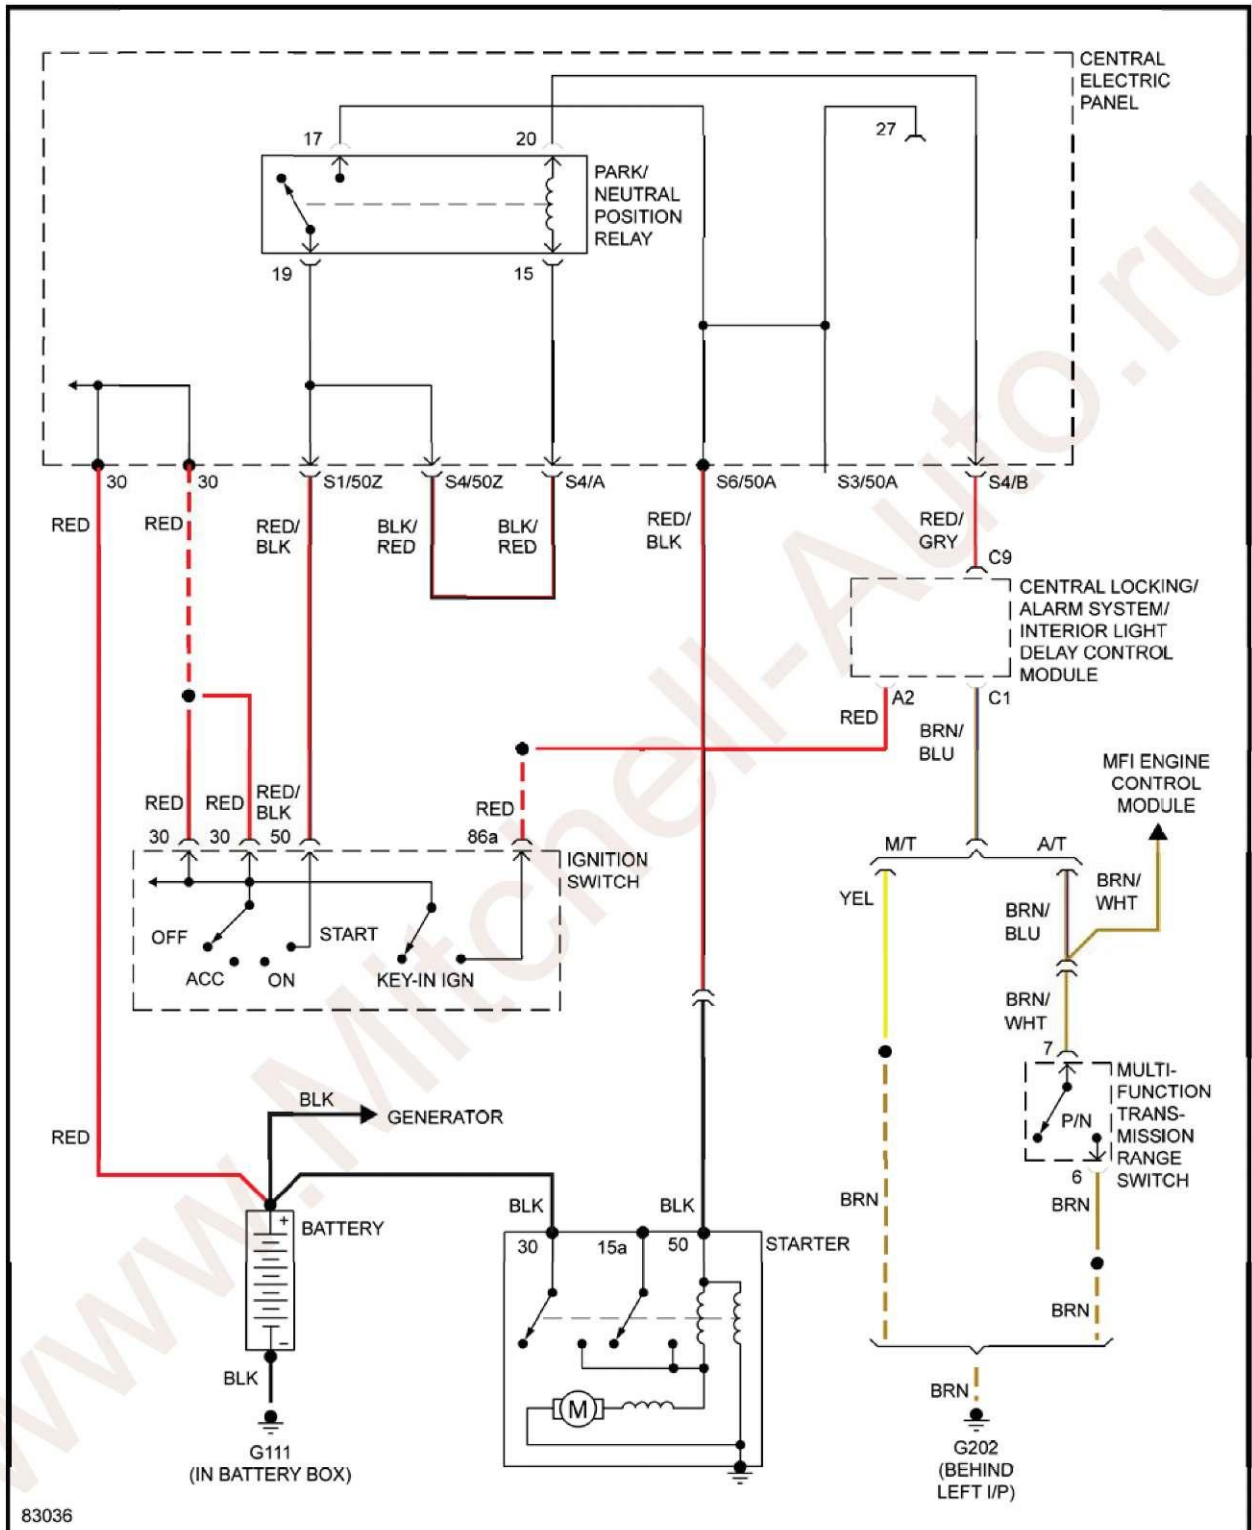 CENTRAL
ELECTRIC
PANEL
17
20
27
PARK/
NEUTRAL
POSITION
RELAY
19
15
30
30
S1/50Z
S4/50Z
S4/A
S6/50A
S3/50A
S4/B
RED
RED
RED/
BLK
BLK/
RED
BLK/
RED
RED/
BLK
RED/
GRY
C9
CENTRAL LOCKING/
ALARM SYSTEM/
INTERIOR LIGHT
DELAY CONTROL
MODULE
A2
C1
RED
BRN/
BLU
MFI ENGINE
CONTROL
MODULE
RED
RED
RED/
BLK
RED
30
30
50
86a
IGNITION
SWITCH
M/T
A/T
YEL
BRN/
BLU
BRN/
WHT
OFF
ACC
ON
START
KEY-IN IGN
BRN/
WHT
7
MULTI-
FUNCTION
TRANS-
MISSION
RANGE
SWITCH
P/N
6
BLK
GENERATOR
RED
BATTERY
+
−
BLK
BLK
30
15a
50
STARTER
M
BRN
BRN
BRN
BLK
G111
(IN BATTERY BOX)
BRN
G202
(BEHIND
LEFT I/P)
83036
www.Mitchell-Auto.ru